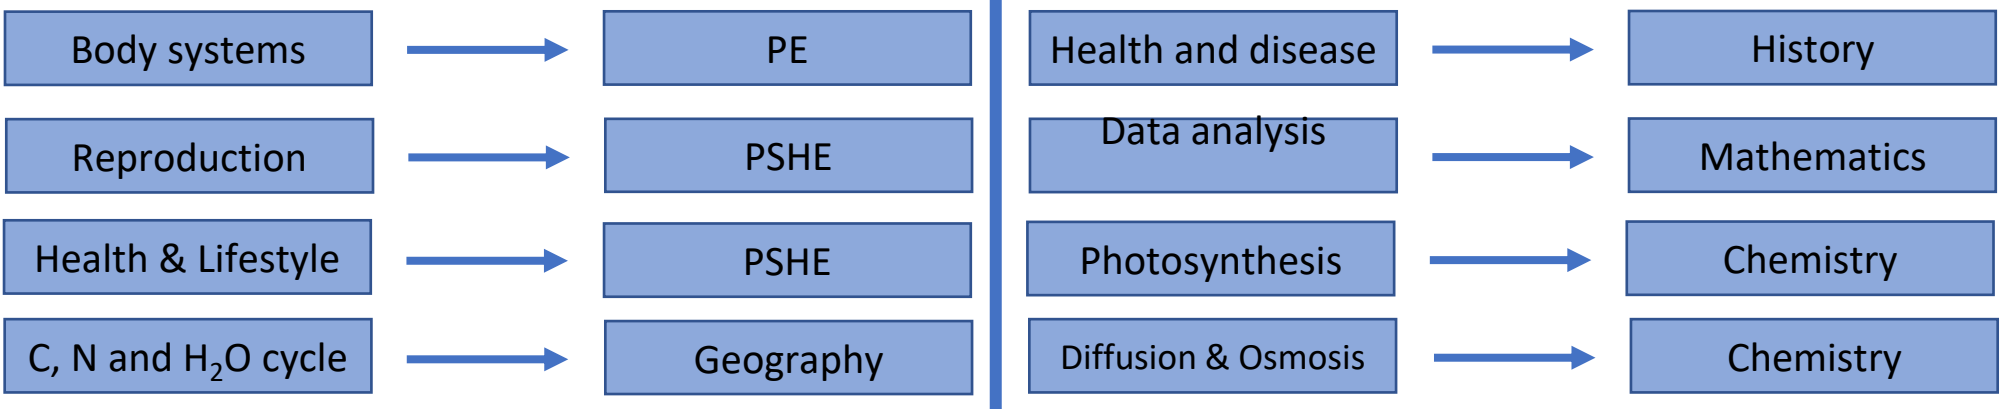 Body systems
PE
Reproduction
PSHE
Health & Lifestyle
PSHE
C, N and H₂O cycle
Geography
Health and disease
History
Data analysis
Mathematics
Photosynthesis
Chemistry
Diffusion & Osmosis
Chemistry